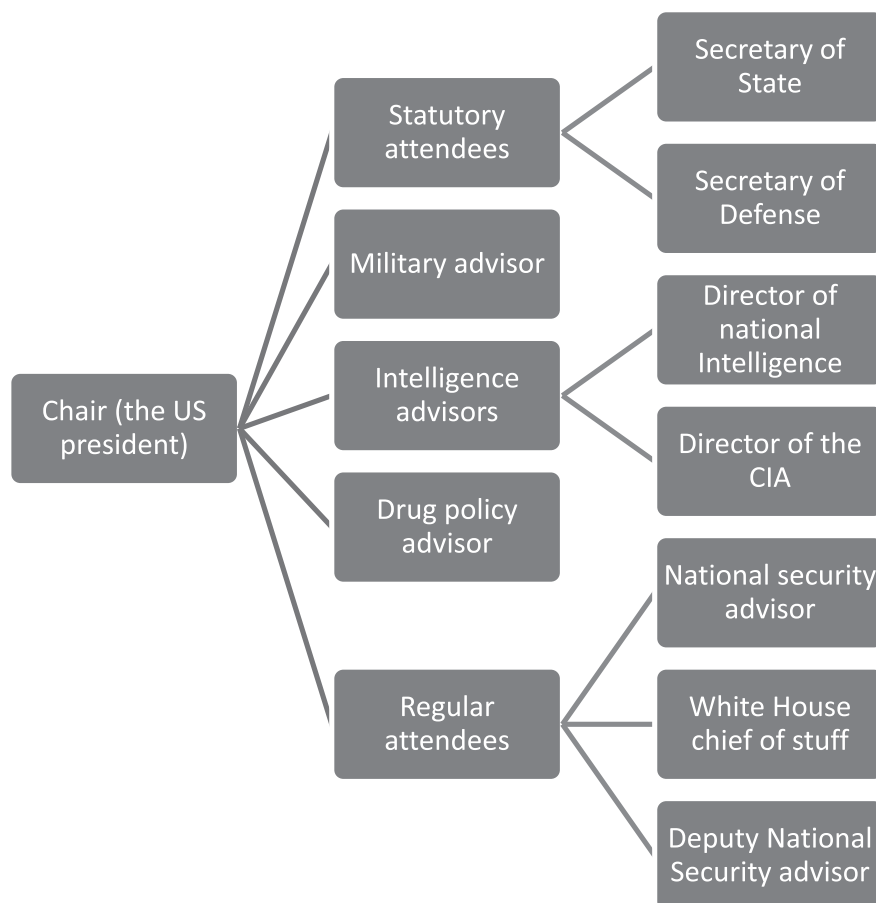 Chair (the US
president)
Statutory
attendees
Military advisor
Intelligence
advisors
Drug policy
advisor
Regular
attendees
Secretary of
State
Secretary of
Defense
Director of
national
Intelligence
Director of the
CIA
National security
advisor
White House
chief of stuff
Deputy National
Security advisor